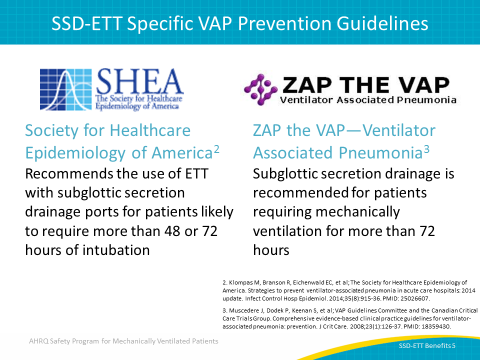 SSD-ETT Specific VAP Prevention Guidelines
SHEA
The Society for Healthcare
Epidemiology of America
ZAP THE VAP
Ventilator Associated Pneumonia
Society for Healthcare
Epidemiology of America2
Recommends the use of ETT
with subglottic secretion
drainage ports for patients likely
to require more than 48 or 72
hours of intubation
ZAP the VAP—Ventilator
Associated Pneumonia3
Subglottic secretion drainage is
recommended for patients
requiring mechanically
ventilation for more than 72
hours
2. Klompas M, Branson R, Eichenwald EC, et al; The Society for Healthcare Epidemiology of
America. Strategies to prevent ventilator-associated pneumonia in acute care hospitals: 2014
update. Infect Control Hosp Epidemiol. 2014;35(8):915-36. PMID: 25026607.
3. Muscedere J, Dodek P, Keenan S, et al; VAP Guidelines Committee and the Canadian Critical
Care Trials Group. Comprehensive evidence-based clinical practice guidelines for ventilator-
associated pneumonia: prevention. J Crit Care. 2008;23(1):126-37. PMID: 18359430.
AHRQ Safety Program for Mechanically Ventilated Patients
SSD-ETT Benefits 5